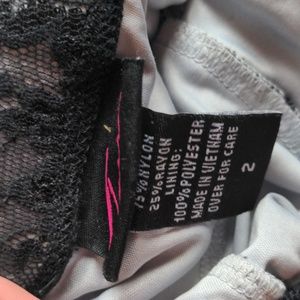 75% NYLON
25% RAYON
LINING:
100% POLYESTER
MADE IN VIETNAM
OVER FOR CARE
2